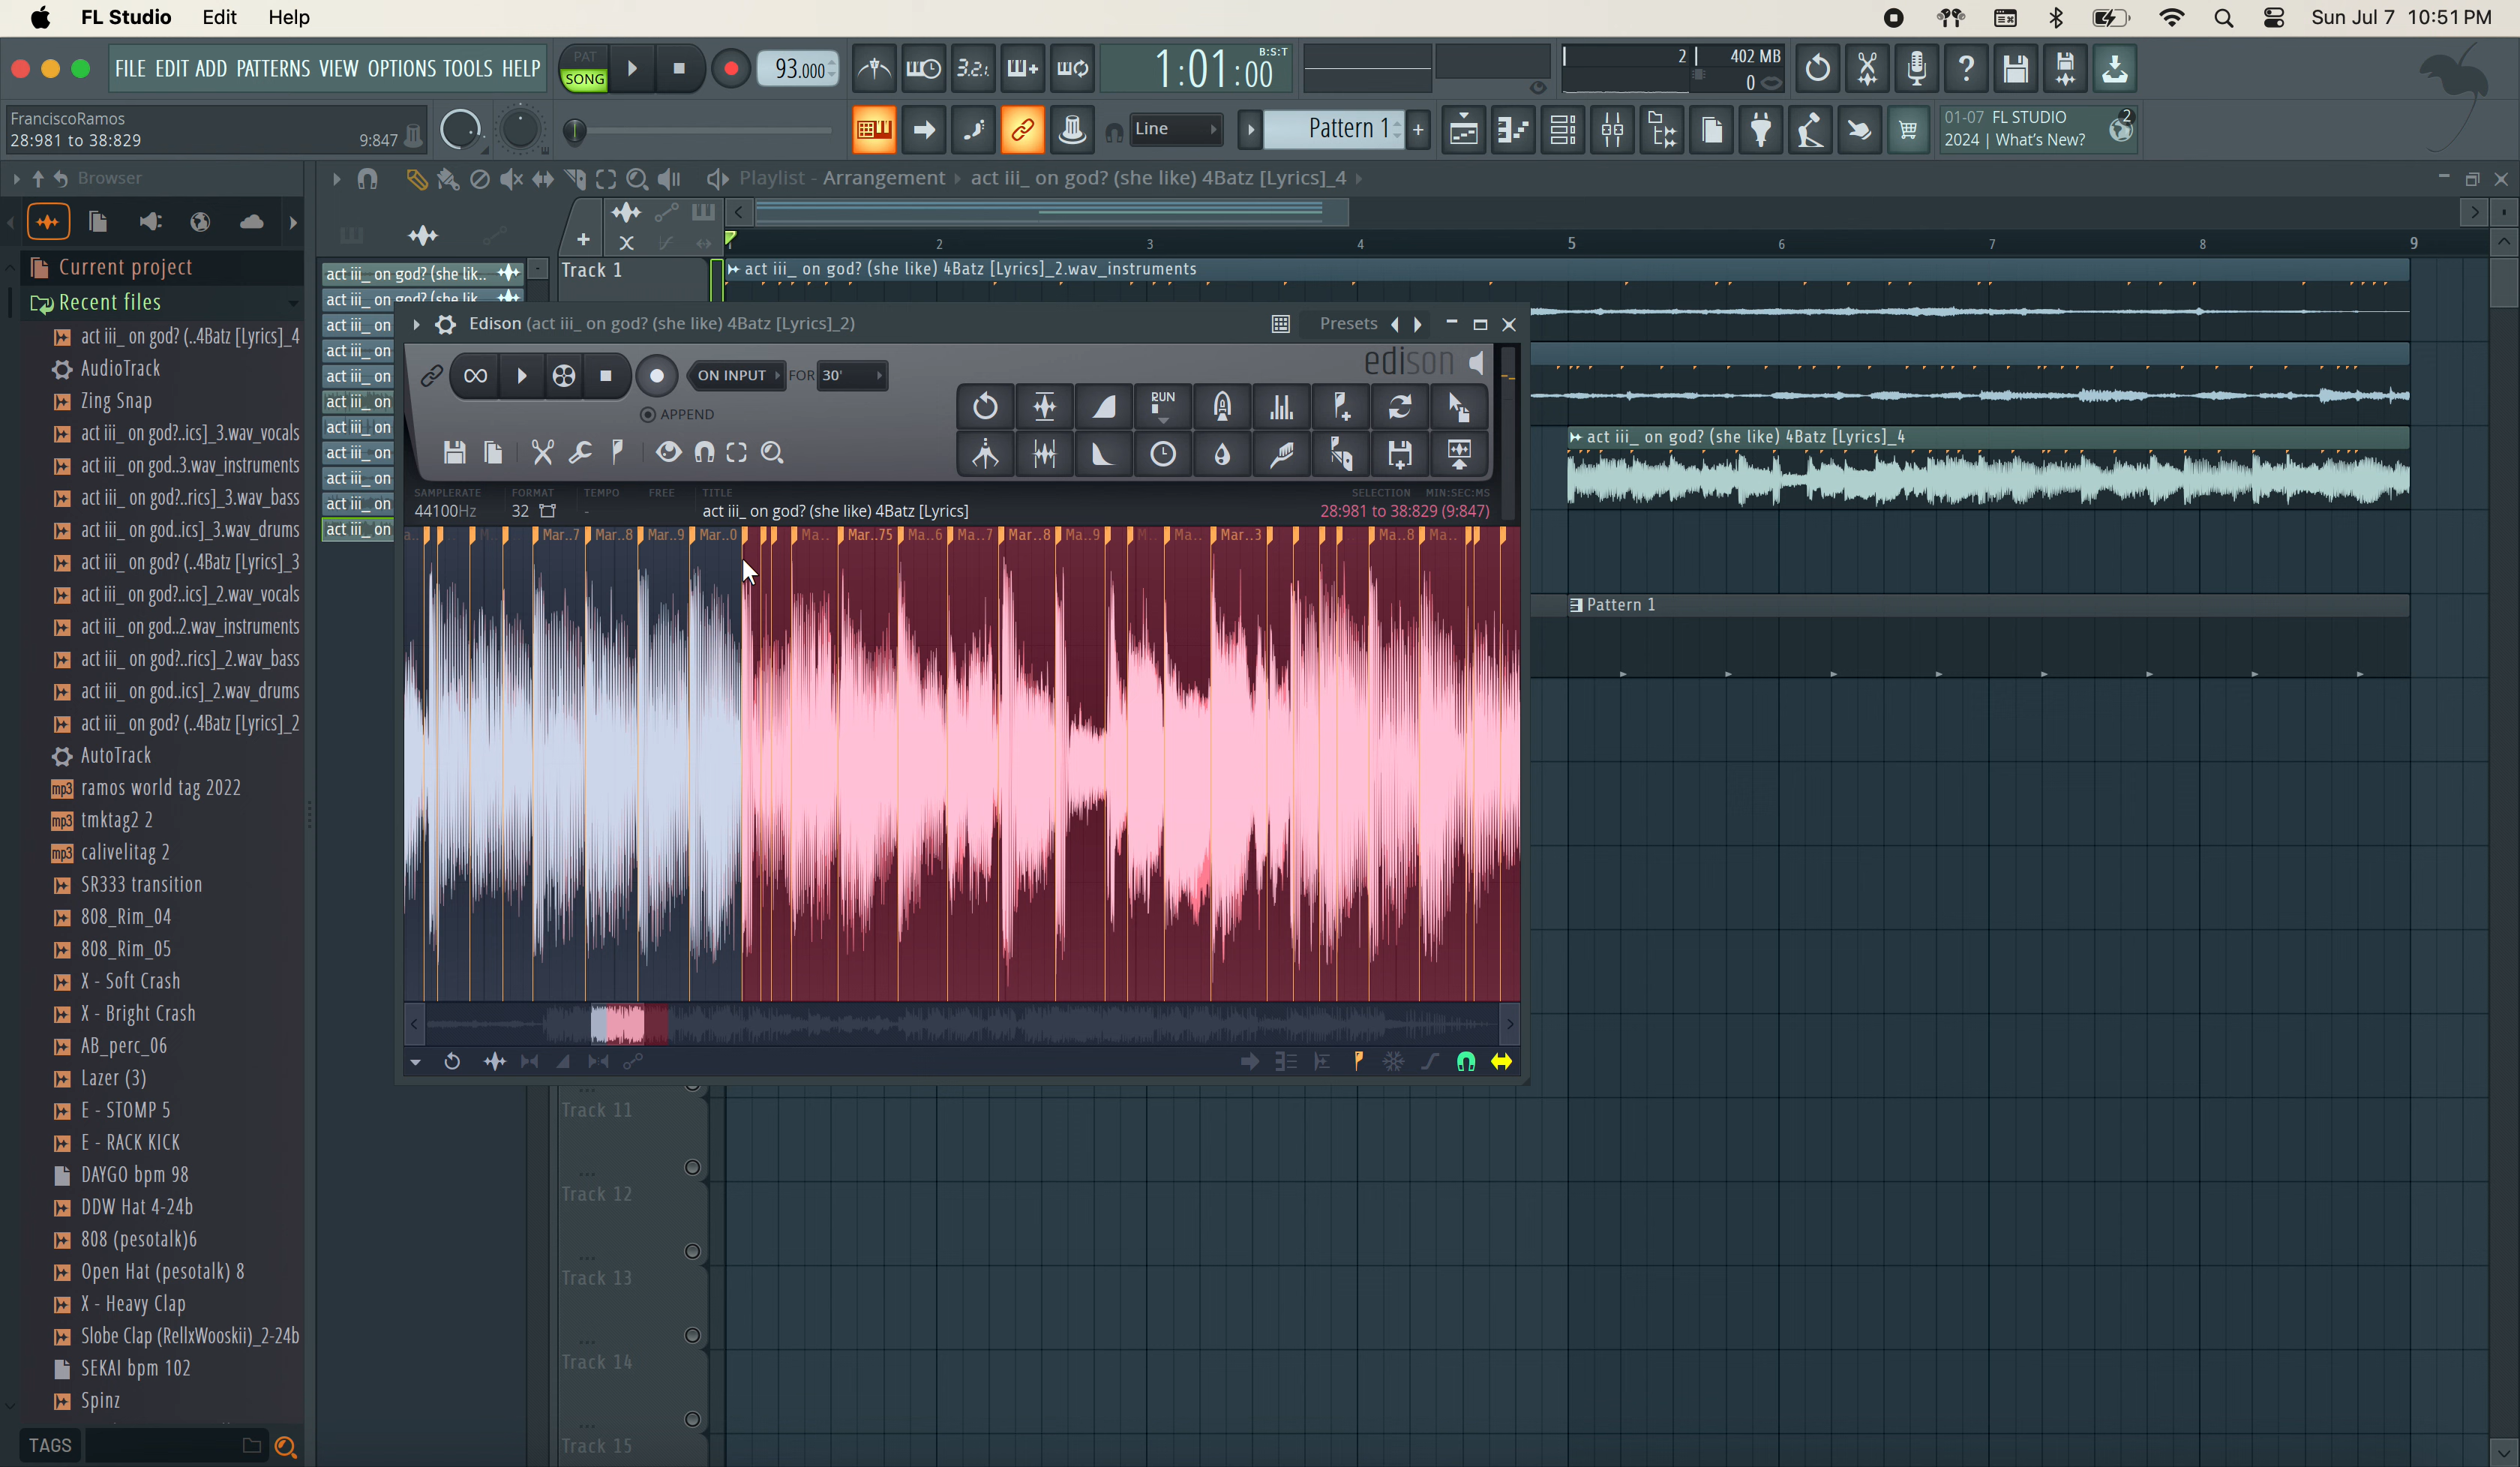 FL Studio Edit Help
Sun Jul 7 10:51 PM
FILE EDIT ADD PATTERNS VIEW OPTIONS TOOLS HELP
PAT
SONG
93.000
3.2.
1:01:00
B:S:T
2
402 MB
0
FranciscoRamos
28:981 to 38:829
9:847
Line
Pattern 1
01-07 FL STUDIO
2024 | What's New?
2
Browser
Playlist - Arrangement act iii_ on god? (she like) 4Batz [Lyrics]_4
2 3 4 5 6 7 8 9
Current project
Recent files
act iii_ on god? (..4Batz [Lyrics]_4
AudioTrack
Zing Snap
act iii_ on god?..ics]_3.wav_vocals
act iii_ on god..3.wav_instruments
act iii_ on god?..rics]_3.wav_bass
act iii_ on god..ics]_3.wav_drums
act iii_ on god? (..4Batz [Lyrics]_3
act iii_ on god?..ics]_2.wav_vocals
act iii_ on god..2.wav_instruments
act iii_ on god?..rics]_2.wav_bass
act iii_ on god..ics]_2.wav_drums
act iii_ on god? (..4Batz [Lyrics]_2
AutoTrack
mp3 ramos world tag 2022
mp3 tmktag2 2
mp3 calivelitag 2
SR333 transition
808_Rim_04
808_Rim_05
X - Soft Crash
X - Bright Crash
AB_perc_06
Lazer (3)
E - STOMP 5
E - RACK KICK
DAYGO bpm 98
DDW Hat 4-24b
808 (pesotalk)6
Open Hat (pesotalk) 8
X - Heavy Clap
Slobe Clap (RellxWooskii)_2-24b
SEKAI bpm 102
Spinz
TAGS
act iii_ on god? (she lik..
act iii_ on god? (she lik
act iii_ on
act iii_ on
act iii_ on
act iii_ on
act iii_ on
act iii_ on
act iii_ on
act iii_ on
act iii_ on
Track 1
act iii_ on god? (she like) 4Batz [Lyrics]_2.wav_instruments
act iii_ on god? (she like) 4Batz [Lyrics]_4
Pattern 1
Edison (act iii_ on god? (she like) 4Batz [Lyrics]_2)
Presets
edison
ON INPUT FOR 30'
APPEND
RUN
SAMPLERATE FORMAT TEMPO FREE TITLE SELECTION MIN:SEC:MS
44100Hz 32 - act iii_ on god? (she like) 4Batz [Lyrics] 28:981 to 38:829 (9:847)
a.. M.. Mar..7 Mar..8 Mar..9 Mar..0 Ma.. Mar..75 Ma..6 Ma..7 Mar..8 Ma..9 M.. Ma.. Mar..3 Ma..8 Ma..
Track 11
Track 12
Track 13
Track 14
Track 15